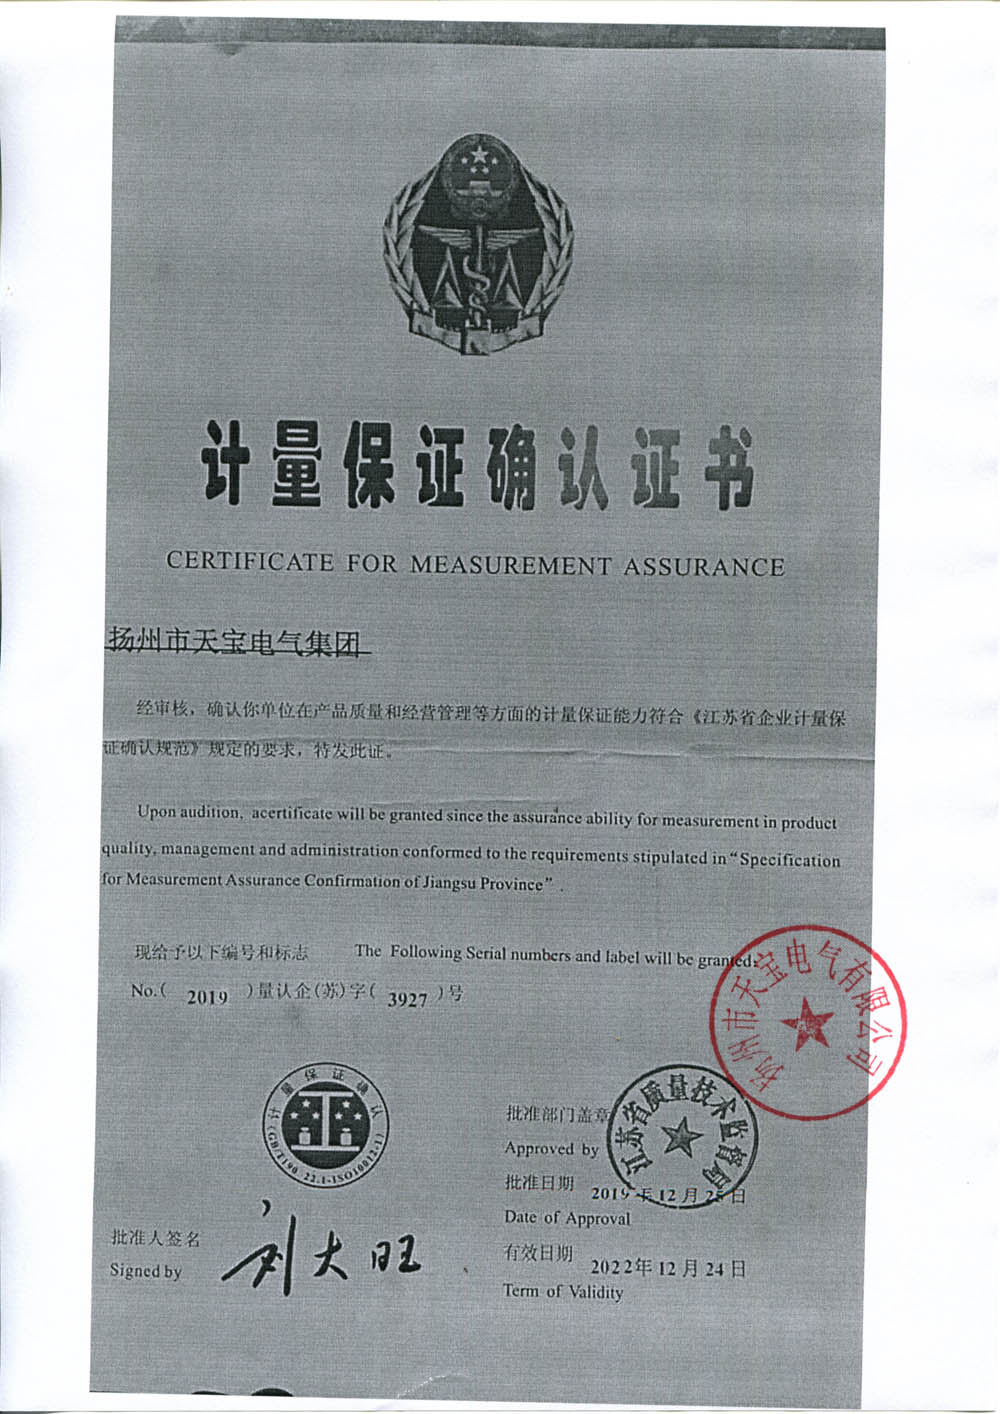 计量保证确认证书
CERTIFICATE FOR MEASUREMENT ASSURANCE
扬州市天宝电气集团
经审核，确认你单位在产品质量和经营管理等方面的计量保证能力符合《江苏省企业计量保
证确认规范》规定的要求，特发此证。
Upon audition, acertificate will be granted since the assurance ability for measurement in product
quality, management and administration conformed to the requirements stipulated in “Specification
for Measurement Assurance Confirmation of Jiangsu Province”.
现给予以下编号和标志 The Following Serial numbers and label will be granted:
No.( 2019 )量认企(苏)字( 3927 )号
扬州市天宝电气有限公司
计量保证确认
(GB/T19022.1-ISO10012-1)
江苏省质量技术监督局
批准部门盖章
Approved by
批准日期 2019年12月25日
Date of Approval
批准人签名
Signed by
刘大旺
有效日期 2022年12月24日
Term of Validity